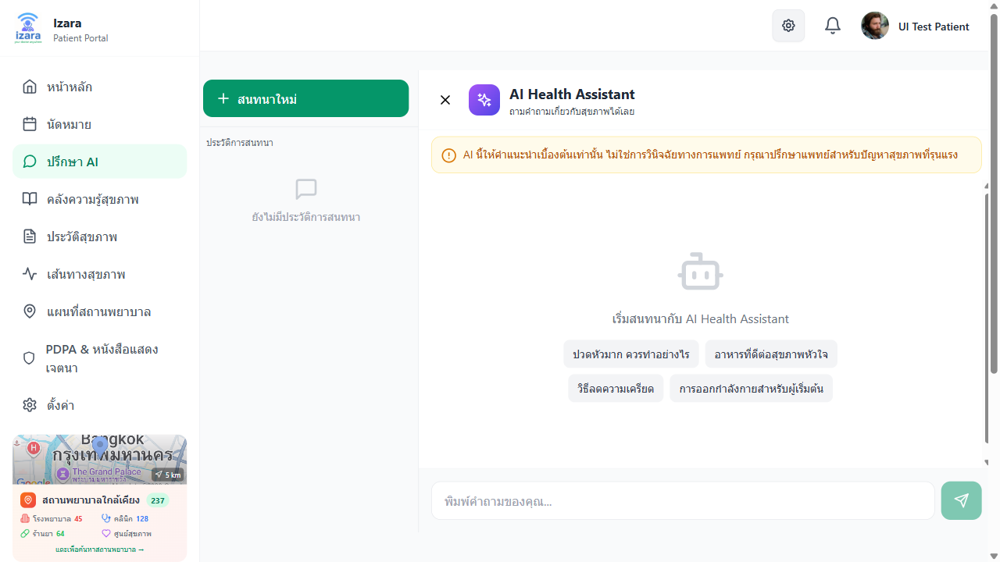 izara
Izara
Patient Portal
UI Test Patient
หน้าหลัก
นัดหมาย
ปรึกษา AI
คลังความรู้สุขภาพ
ประวัติสุขภาพ
เส้นทางสุขภาพ
แผนที่สถานพยาบาล
PDPA & หนังสือแสดง
เจตนา
ตั้งค่า
Bangkok
กรุงเทพมหานคร
The Grand Palace
พระบรมมหาราชวัง
Google
5 km
สถานพยาบาลใกล้เคียง 237
โรงพยาบาล 45
คลินิก 128
ร้านยา 64
ศูนย์สุขภาพ
แตะเพื่อค้นหาสถานพยาบาล →
สนทนาใหม่
ประวัติการสนทนา
ยังไม่มีประวัติการสนทนา
AI Health Assistant
ถามคำถามเกี่ยวกับสุขภาพได้เลย
AI นี้ให้คำแนะนำเบื้องต้นเท่านั้น ไม่ใช่การวินิจฉัยทางการแพทย์ กรุณาปรึกษาแพทย์สำหรับปัญหาสุขภาพที่รุนแรง
เริ่มสนทนากับ AI Health Assistant
ปวดหัวมาก ควรทำอย่างไร
อาหารที่ดีต่อสุขภาพหัวใจ
วิธีลดความเครียด
การออกกำลังกายสำหรับผู้เริ่มต้น
พิมพ์คำถามของคุณ...